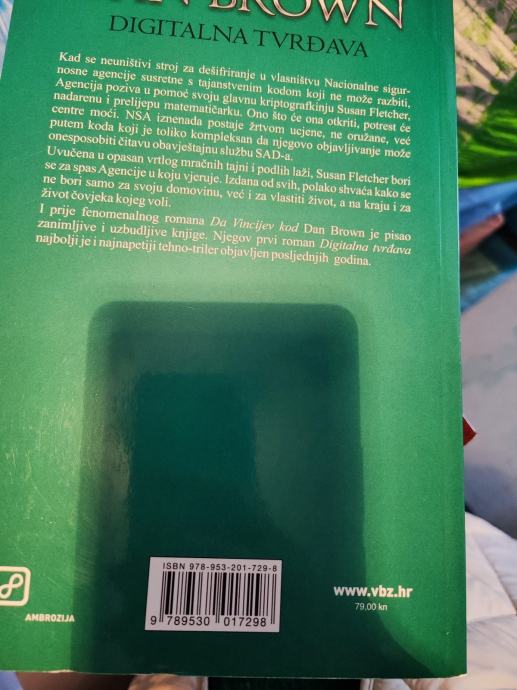 AN BROWN
DIGITALNA TVRĐAVA
Kad se neuništivi stroj za dešifriranje u vlasništvu Nacionalne sigur-
nosne agencije susretne s tajanstvenim kodom koji ne može razbiti,
Agencija poziva u pomoć svoju glavnu kriptografkinju Susan Fletcher,
nadarenu i prelijepu matematičarku. Ono što će ona otkriti, potrest će
centre moći. NSA iznenada postaje žrtvom ucjene, ne oružane, već
putem koda koji je toliko kompleksan da njegovo objavljivanje može
onesposobiti čitavu obavještajnu službu SAD-a.
Uvučena u opasan vrtlog mračnih tajni i podlih laži, Susan Fletcher bori
se za spas Agencije u koju vjeruje. Izdana od svih, polako shvaća kako se
ne bori samo za svoju domovinu, već i za vlastiti život, a na kraju i za
život čovjeka kojeg voli.
I prije fenomenalnog romana Da Vincijev kod Dan Brown je pisao
zanimljive i uzbudljive knjige. Njegov prvi roman Digitalna tvrđava
najbolji je i najnapetiji tehno-triler objavljen posljednjih godina.
ISBN 978-953-201-729-8
9 789530 017298
www.vbz.hr
79,00 kn
AMBROZIJA